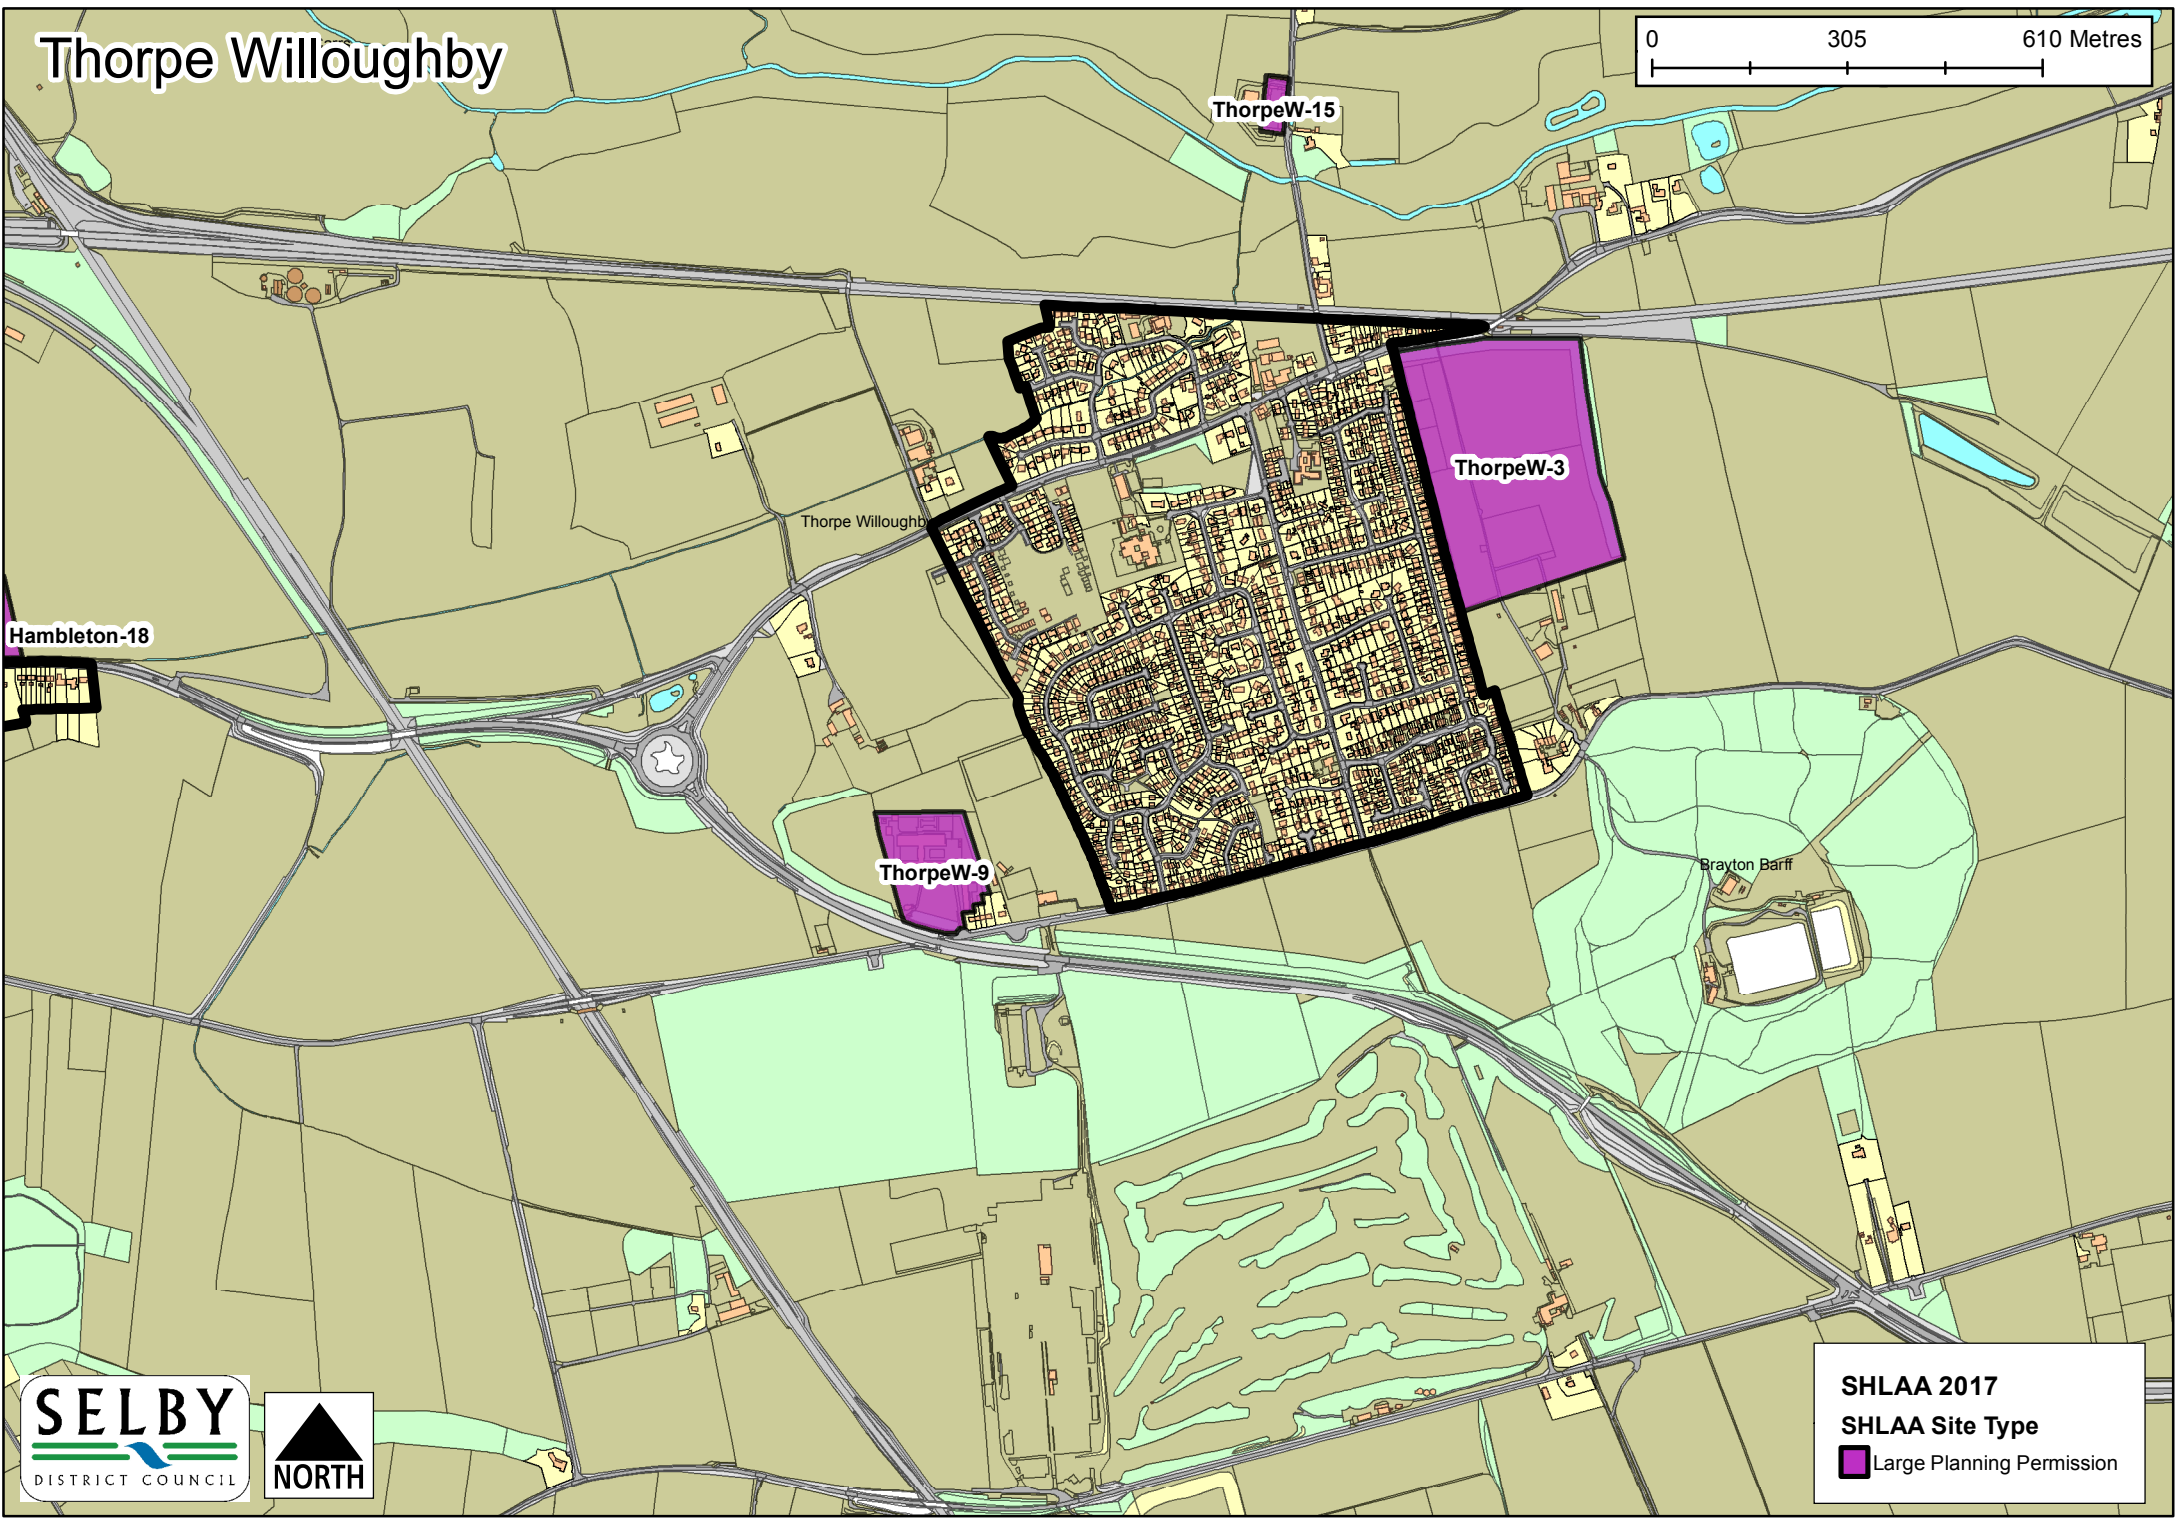 Thorpe Willoughby
0 305 610 Metres
ThorpeW-15
ThorpeW-3
Thorpe Willoughb
Hambleton-18
ThorpeW-9
Brayton Barff
SELBY
DISTRICT COUNCIL
NORTH
SHLAA 2017
SHLAA Site Type
Large Planning Permission